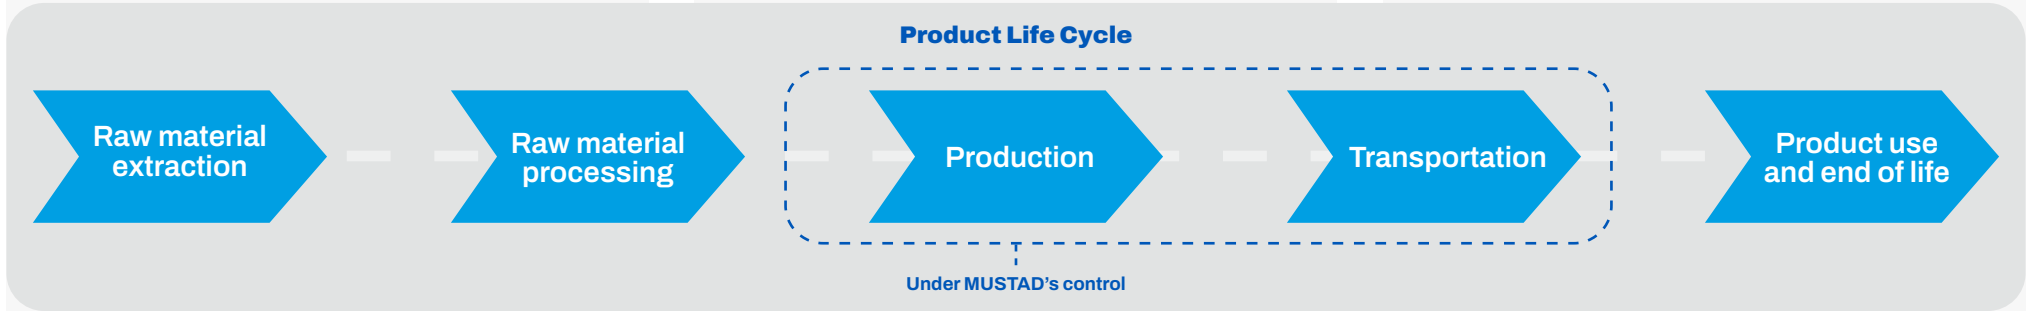 Product Life Cycle
Raw material
extraction
Raw material
processing
Production
Transportation
Product use
and end of life
Under MUSTAD's control